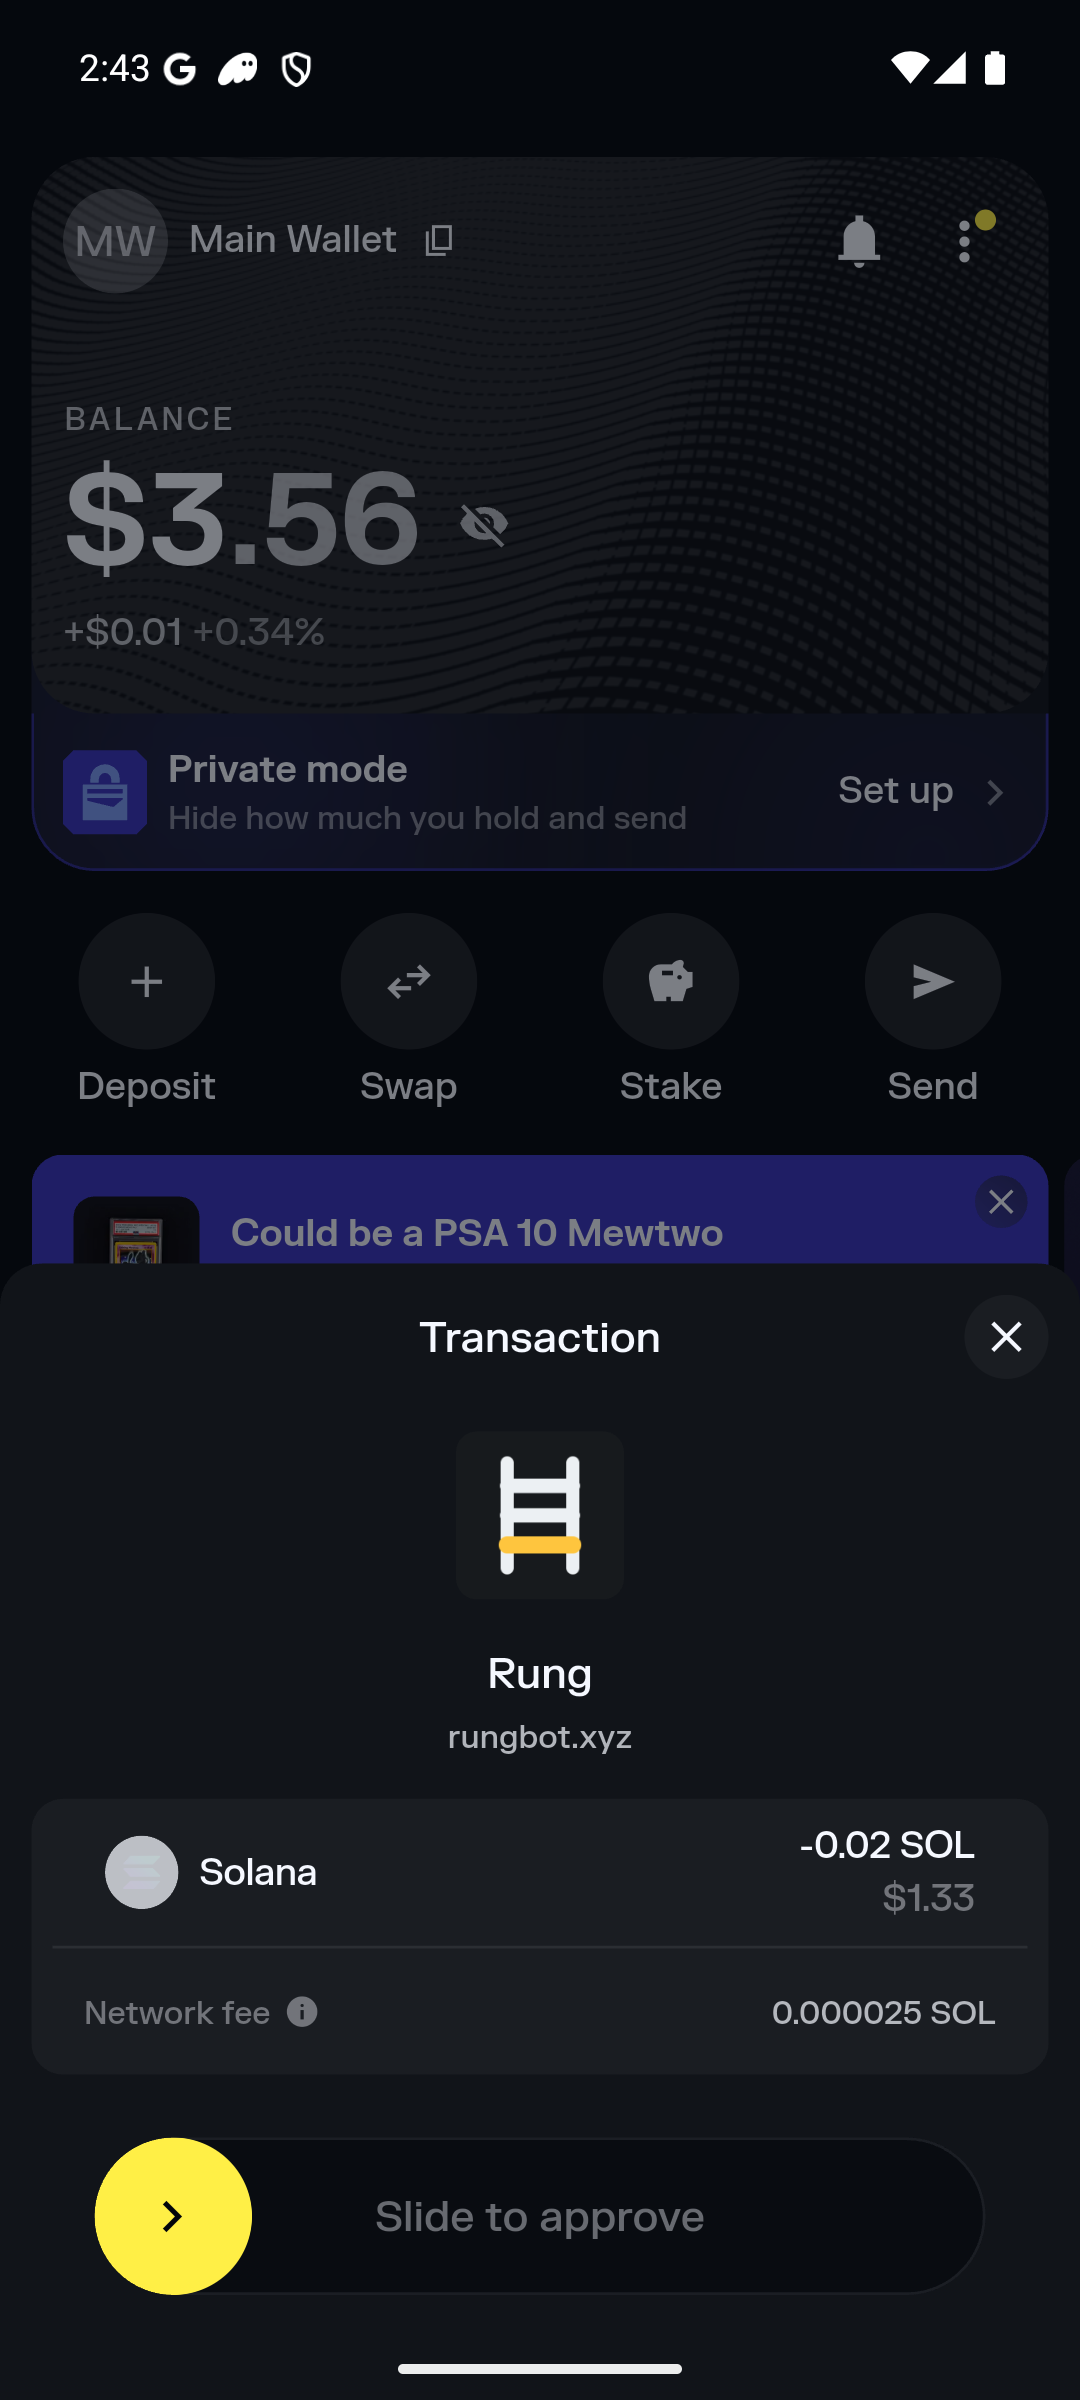 2:43
MW Main Wallet
BALANCE
$3.56
+$0.01 +0.34%
Private mode
Hide how much you hold and send
Set up
Deposit Swap Stake Send
Could be a PSA 10 Mewtwo
Transaction
Rung
rungbot.xyz
Solana
-0.02 SOL
$1.33
Network fee
0.000025 SOL
Slide to approve